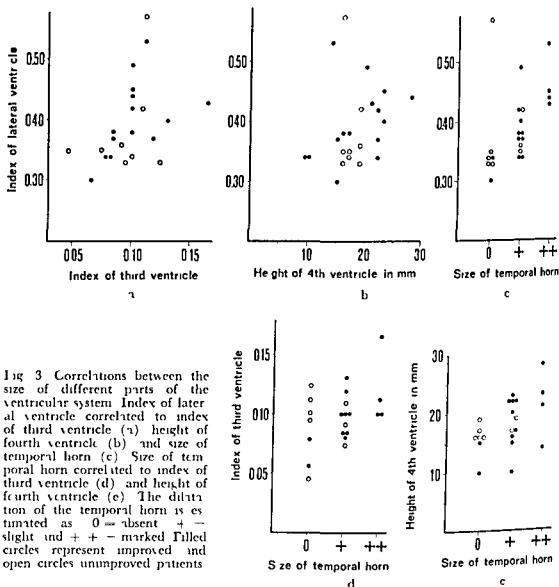 0.50
0.40
0.30
Index of lateral ventricle
0.05 0.10 0.15
Index of third ventricle
a
0.50
0.40
0.30
10 20 30
Height of 4th ventricle in mm
b
0.50
0.40
0.30
0 + ++
Size of temporal horn
c
Fig 3 Correlations between the
size of different parts of the
ventricular system Index of later
al ventricle correlated to index
of third ventricle (a) height of
fourth ventricle (b) and size of
temporal horn (c) Size of tem
poral horn correlated to index of
third ventricle (d) and height of
fourth ventricle (e) The dilata
tion of the temporal horn is es
timated as 0 = absent + —
slight and + + — marked Filled
circles represent improved and
open circles unimproved patients
0.15
0.10
0.05
Index of third ventricle
0 + ++
Size of temporal horn
d
30
20
10
Height of 4th ventricle in mm
0 + ++
Size of temporal horn
e